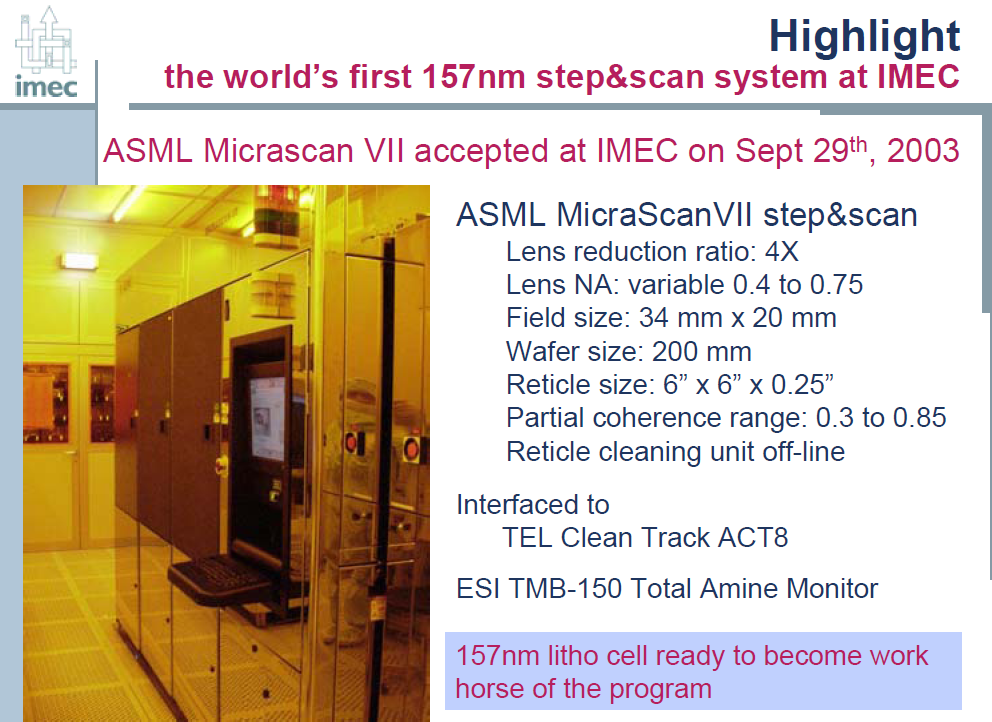 imec
Highlight
the world's first 157nm step&scan system at IMEC
ASML Micrascan VII accepted at IMEC on Sept 29th, 2003
ASML MicraScanVII step&scan
Lens reduction ratio: 4X
Lens NA: variable 0.4 to 0.75
Field size: 34 mm x 20 mm
Wafer size: 200 mm
Reticle size: 6” x 6” x 0.25”
Partial coherence range: 0.3 to 0.85
Reticle cleaning unit off-line
Interfaced to
TEL Clean Track ACT8
ESI TMB-150 Total Amine Monitor
157nm litho cell ready to become work
horse of the program